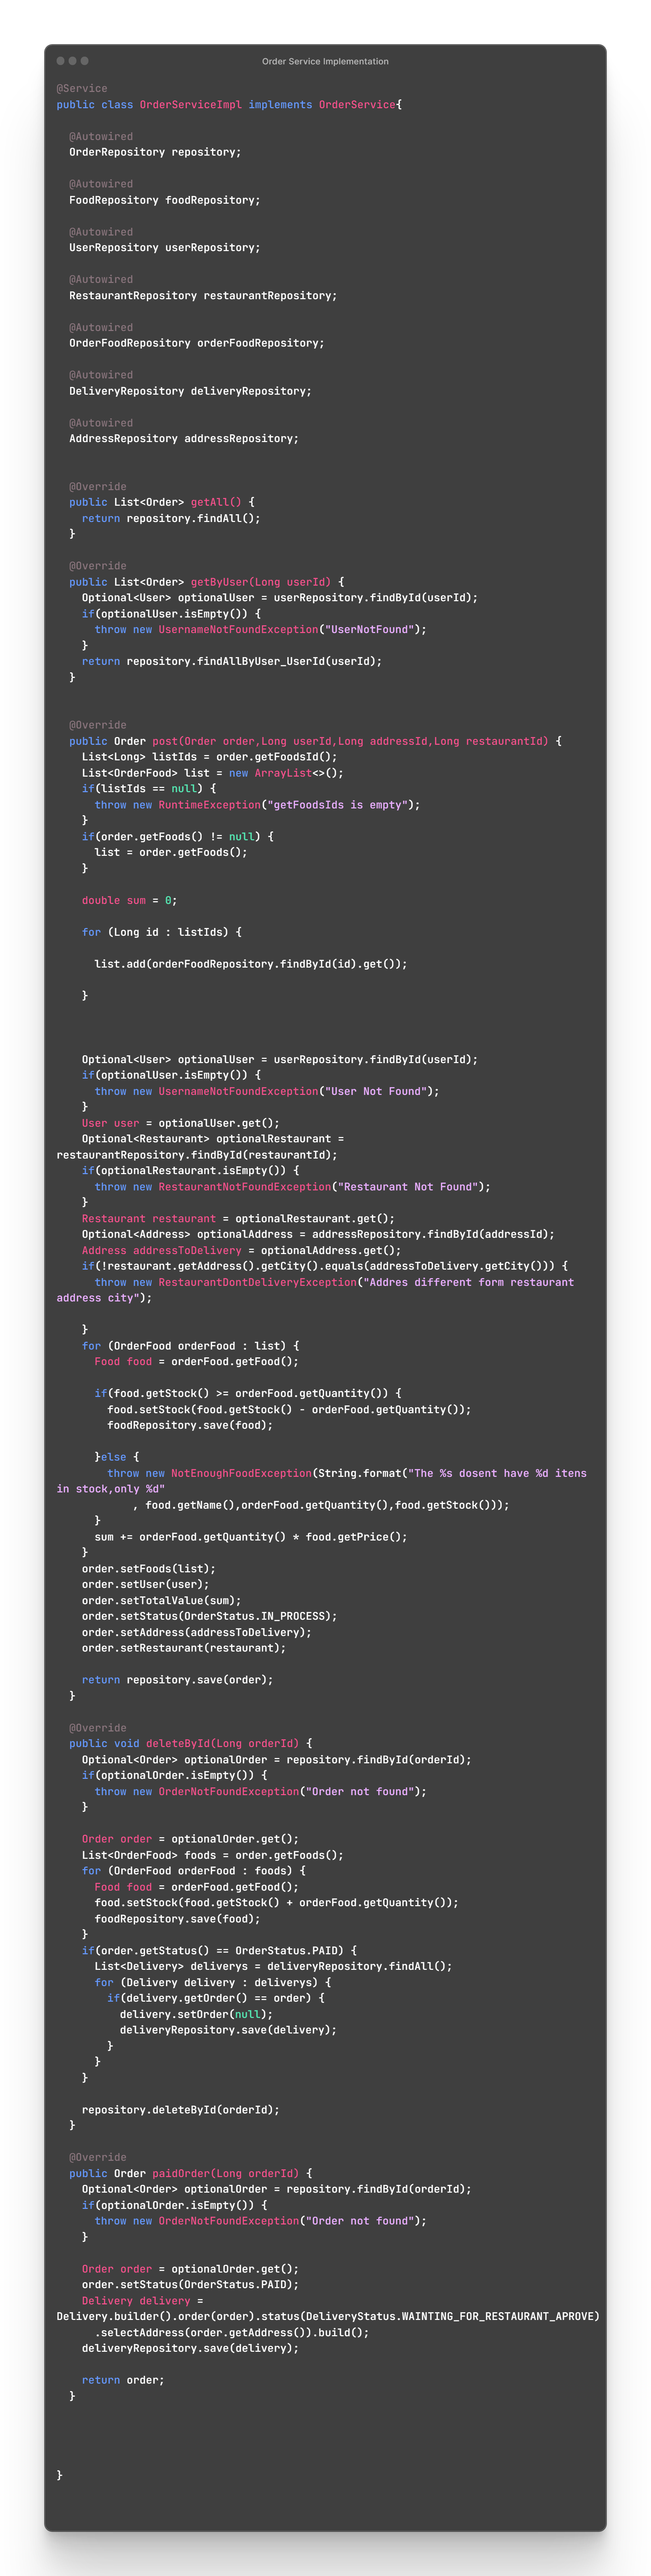 Order Service Implementation
@Service
public class OrderServiceImpl implements OrderService{
@Autowired
OrderRepository repository;
@Autowired
FoodRepository foodRepository;
@Autowired
UserRepository userRepository;
@Autowired
RestaurantRepository restaurantRepository;
@Autowired
OrderFoodRepository orderFoodRepository;
@Autowired
DeliveryRepository deliveryRepository;
@Autowired
AddressRepository addressRepository;
@Override
public List<Order> getAll() {
return repository.findAll();
}
@Override
public List<Order> getByUser(Long userId) {
Optional<User> optionalUser = userRepository.findById(userId);
if(optionalUser.isEmpty()) {
throw new UsernameNotFoundException("UserNotFound");
}
return repository.findAllByUser_UserId(userId);
}
@Override
public Order post(Order order,Long userId,Long addressId,Long restaurantId) {
List<Long> listIds = order.getFoodsId();
List<OrderFood> list = new ArrayList<>();
if(listIds == null) {
throw new RuntimeException("getFoodsIds is empty");
}
if(order.getFoods() != null) {
list = order.getFoods();
}
double sum = 0;
for (Long id : listIds) {
list.add(orderFoodRepository.findById(id).get());
}
Optional<User> optionalUser = userRepository.findById(userId);
if(optionalUser.isEmpty()) {
throw new UsernameNotFoundException("User Not Found");
}
User user = optionalUser.get();
Optional<Restaurant> optionalRestaurant =
restaurantRepository.findById(restaurantId);
if(optionalRestaurant.isEmpty()) {
throw new RestaurantNotFoundException("Restaurant Not Found");
}
Restaurant restaurant = optionalRestaurant.get();
Optional<Address> optionalAddress = addressRepository.findById(addressId);
Address addressToDelivery = optionalAddress.get();
if(!restaurant.getAddress().getCity().equals(addressToDelivery.getCity())) {
throw new RestaurantDontDeliveryException("Addres different form restaurant
address city");
}
for (OrderFood orderFood : list) {
Food food = orderFood.getFood();
if(food.getStock() >= orderFood.getQuantity()) {
food.setStock(food.getStock() - orderFood.getQuantity());
foodRepository.save(food);
}else {
throw new NotEnoughFoodException(String.format("The %s dosent have %d itens
in stock,only %d"
, food.getName(),orderFood.getQuantity(),food.getStock()));
}
sum += orderFood.getQuantity() * food.getPrice();
}
order.setFoods(list);
order.setUser(user);
order.setTotalValue(sum);
order.setStatus(OrderStatus.IN_PROCESS);
order.setAddress(addressToDelivery);
order.setRestaurant(restaurant);
return repository.save(order);
}
@Override
public void deleteById(Long orderId) {
Optional<Order> optionalOrder = repository.findById(orderId);
if(optionalOrder.isEmpty()) {
throw new OrderNotFoundException("Order not found");
}
Order order = optionalOrder.get();
List<OrderFood> foods = order.getFoods();
for (OrderFood orderFood : foods) {
Food food = orderFood.getFood();
food.setStock(food.getStock() + orderFood.getQuantity());
foodRepository.save(food);
}
if(order.getStatus() == OrderStatus.PAID) {
List<Delivery> deliverys = deliveryRepository.findAll();
for (Delivery delivery : deliverys) {
if(delivery.getOrder() == order) {
delivery.setOrder(null);
deliveryRepository.save(delivery);
}
}
}
repository.deleteById(orderId);
}
@Override
public Order paidOrder(Long orderId) {
Optional<Order> optionalOrder = repository.findById(orderId);
if(optionalOrder.isEmpty()) {
throw new OrderNotFoundException("Order not found");
}
Order order = optionalOrder.get();
order.setStatus(OrderStatus.PAID);
Delivery delivery =
Delivery.builder().order(order).status(DeliveryStatus.WAINTING_FOR_RESTAURANT_APROVE)
.selectAddress(order.getAddress()).build();
deliveryRepository.save(delivery);
return order;
}
}